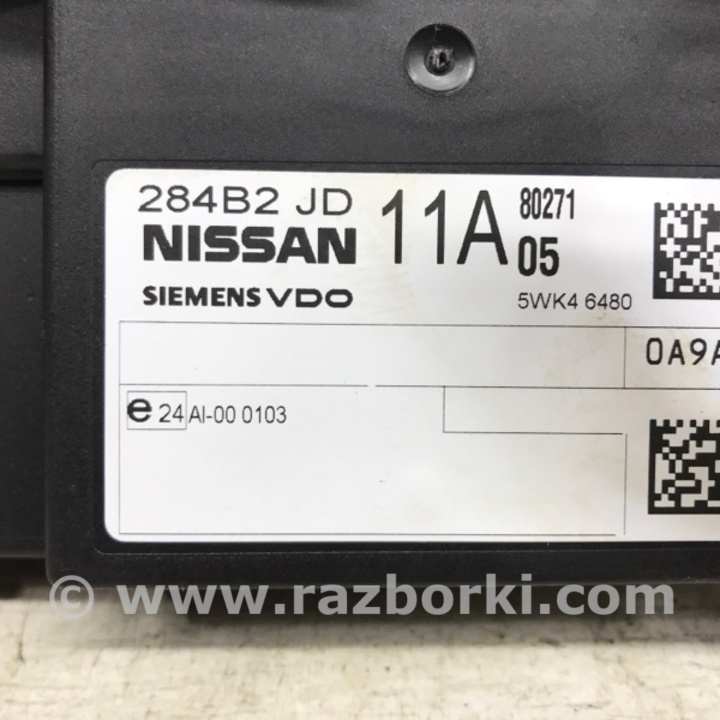 284B2 JD 11A 80271
NISSAN 05
SIEMENS VDO 5WK4 6480
0A9A
e 24 AI-00 0103
© www.razborki.com